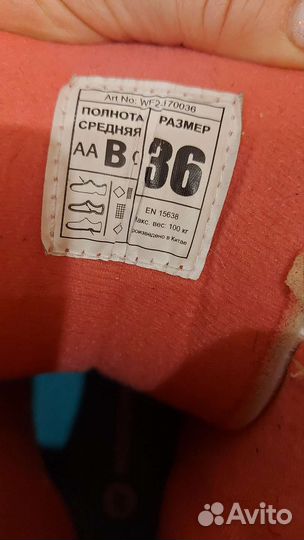 Art No: WF2-170036
ПОЛНОТА РАЗМЕР
СРЕДНЯЯ
AA B 36
EN 15638
Макс. вес: 100 кг
Произведено в Китае
Avito